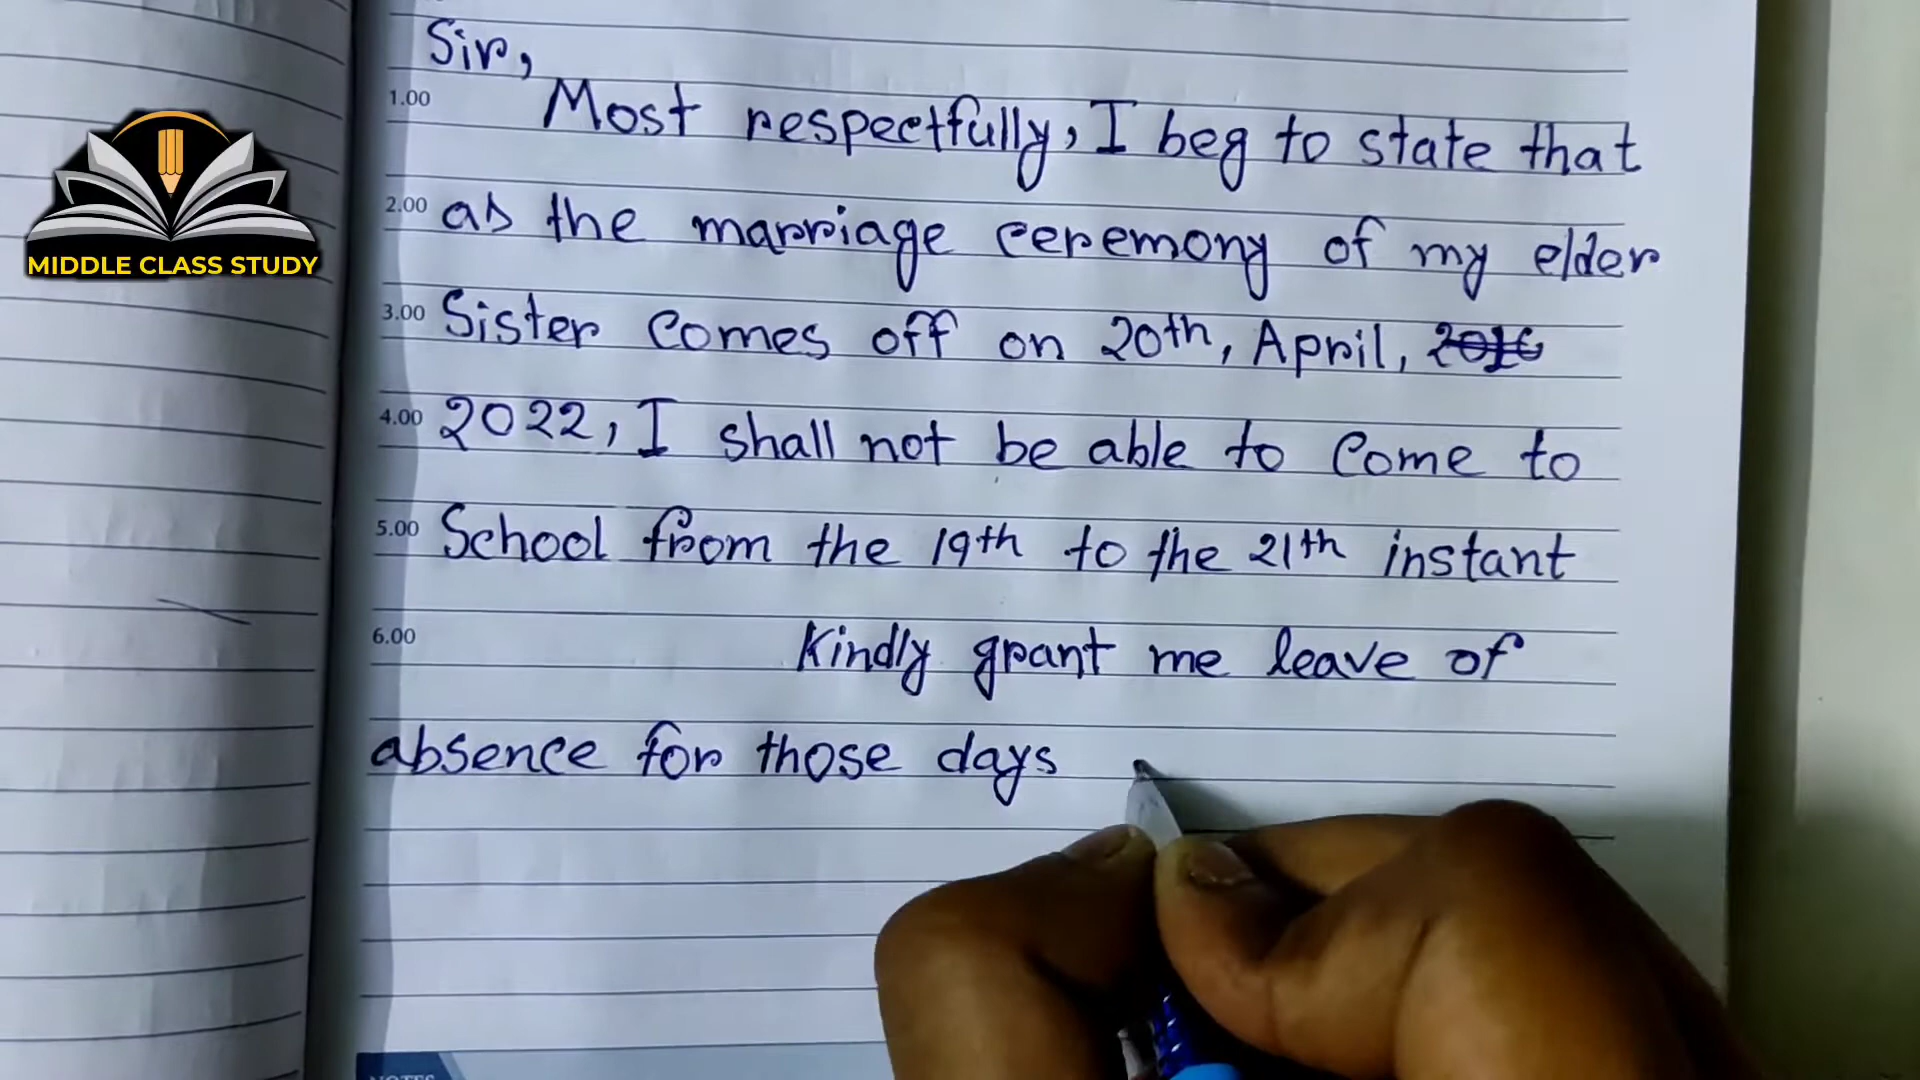 Sir,
1.00 Most respectfully, I beg to state that
2.00 as the marriage ceremony of my elder
3.00 Sister comes off on 20th, April, 2016
4.00 2022, I shall not be able to come to
5.00 School from the 19th to the 21th instant
6.00 Kindly grant me leave of
absence for those days
MIDDLE CLASS STUDY
NOTES